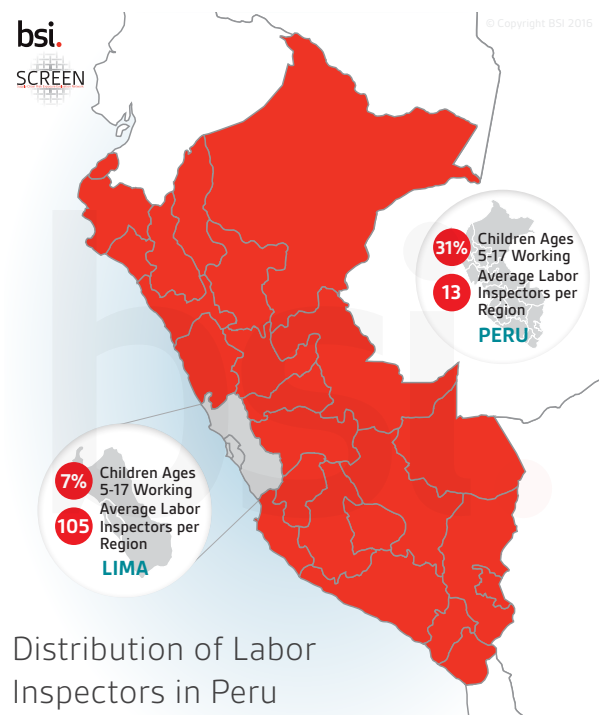 © Copyright BSI 2016
bsi.
SCREEN
31%
Children Ages
5-17 Working
13
Average Labor
Inspectors per
Region
PERU
7%
Children Ages
5-17 Working
105
Average Labor
Inspectors per
Region
LIMA
bsi.
Distribution of Labor
Inspectors in Peru